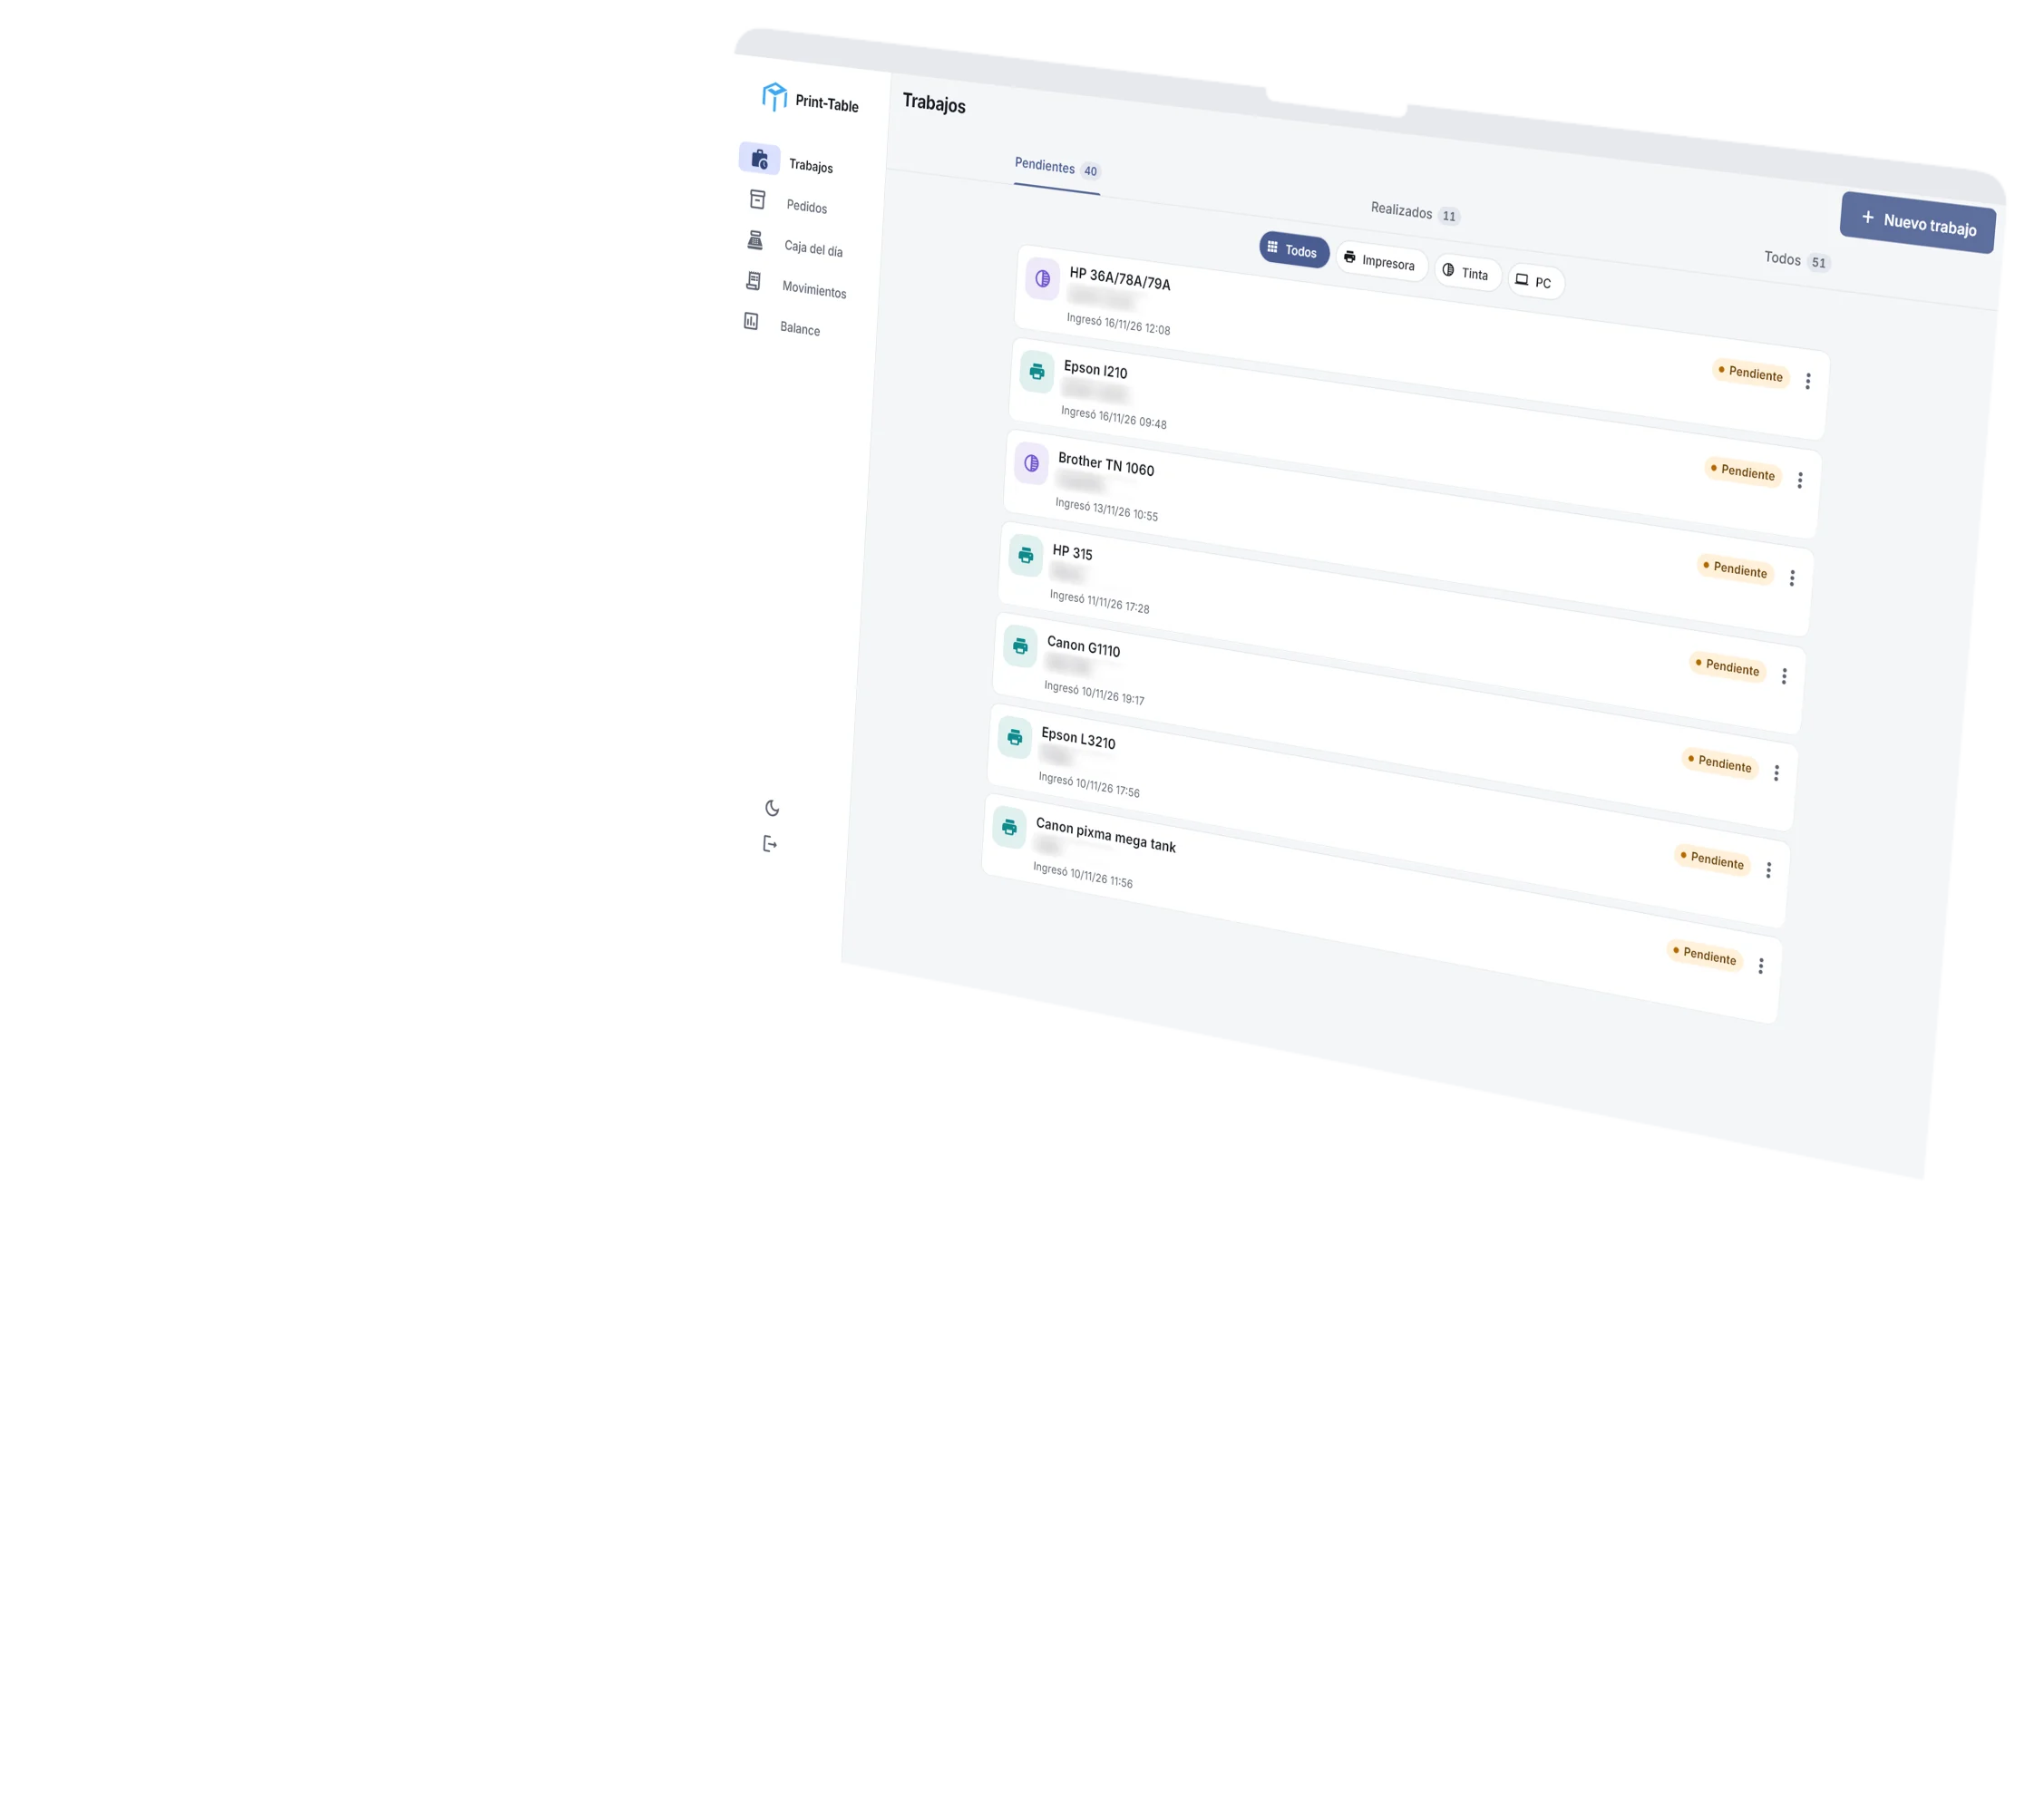 Print-Table
Trabajos
Pedidos
Caja del día
Movimientos
Balance
Trabajos
Nuevo trabajo
Pendientes 40
Realizados 11
Todos 51
Todos
Impresora
Tinta
PC
HP 36A/78A/79A
Ingresó 16/11/26 12:08
Pendiente
Epson l210
Ingresó 16/11/26 09:48
Pendiente
Brother TN 1060
Ingresó 13/11/26 10:55
Pendiente
HP 315
Ingresó 11/11/26 17:28
Pendiente
Canon G1110
Ingresó 10/11/26 19:17
Pendiente
Epson L3210
Ingresó 10/11/26 17:56
Pendiente
Canon pixma mega tank
Ingresó 10/11/26 11:56
Pendiente